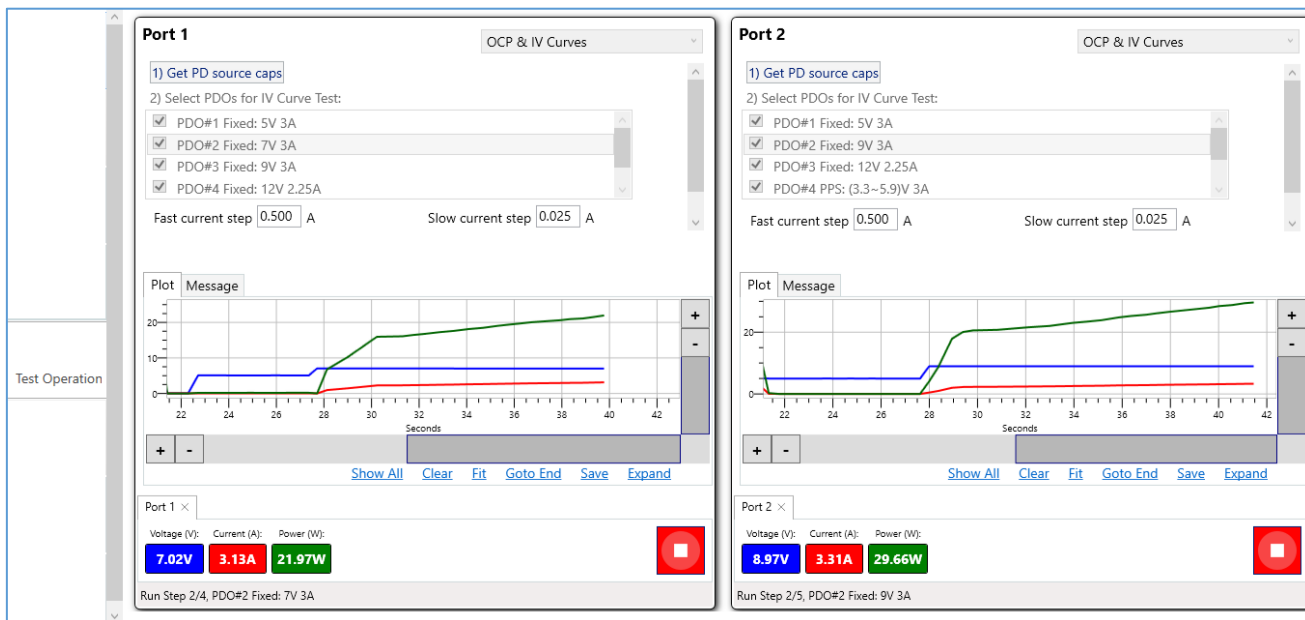 Test Operation
Port 1
OCP & IV Curves
1) Get PD source caps
2) Select PDOs for IV Curve Test:
PDO#1 Fixed: 5V 3A
PDO#2 Fixed: 7V 3A
PDO#3 Fixed: 9V 3A
PDO#4 Fixed: 12V 2.25A
Fast current step 0.500 A Slow current step 0.025 A
Plot Message
20
10
0
22 24 26 28 30 32 34 36 38 40 42
Seconds
+
-
+ -
Show All Clear Fit Goto End Save Expand
Port 1 ×
Voltage (V): Current (A): Power (W):
7.02V 3.13A 21.97W
Run Step 2/4, PDO#2 Fixed: 7V 3A
Port 2
OCP & IV Curves
1) Get PD source caps
2) Select PDOs for IV Curve Test:
PDO#1 Fixed: 5V 3A
PDO#2 Fixed: 9V 3A
PDO#3 Fixed: 12V 2.25A
PDO#4 PPS: (3.3~5.9)V 3A
Fast current step 0.500 A Slow current step 0.025 A
Plot Message
20
0
22 24 26 28 30 32 34 36 38 40 42
Seconds
+
-
+ -
Show All Clear Fit Goto End Save Expand
Port 2 ×
Voltage (V): Current (A): Power (W):
8.97V 3.31A 29.66W
Run Step 2/5, PDO#2 Fixed: 9V 3A